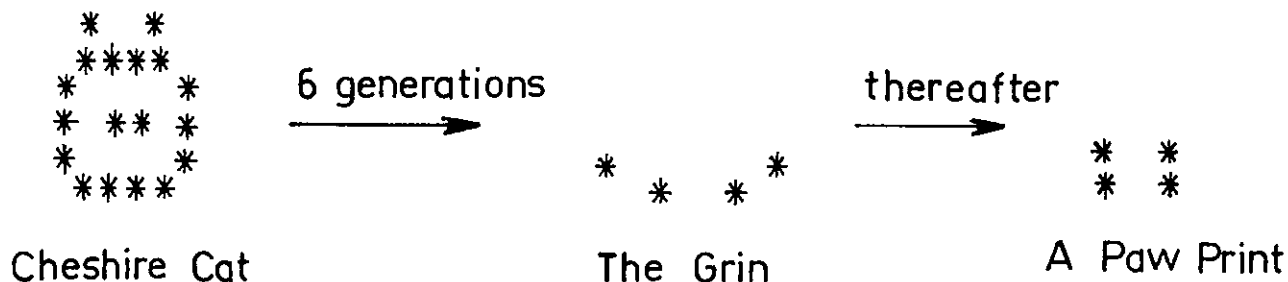 6 generations
thereafter
Cheshire Cat
The Grin
A Paw Print